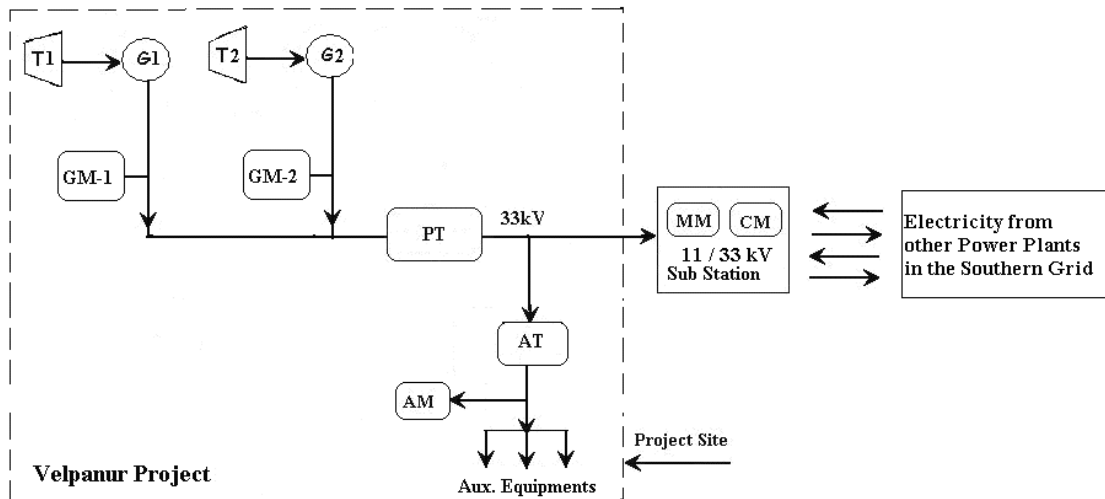 T1
G1
T2
G2
GM-1
GM-2
PT
33kV
MM
CM
11 / 33 kV
Sub Station
Electricity from
other Power Plants
in the Southern Grid
AT
AM
Project Site
Velpanur Project
Aux. Equipments